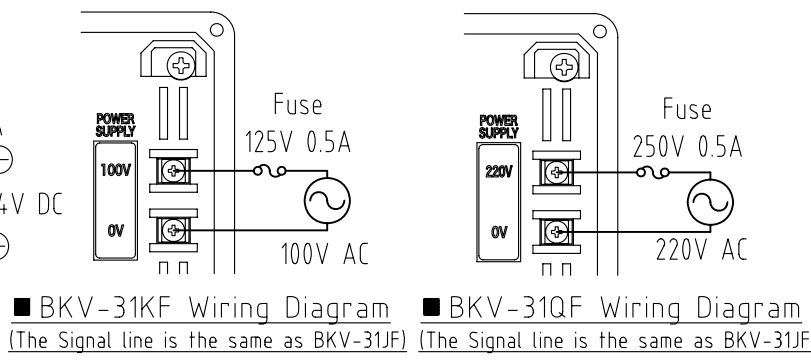 Fuse
125V 0.5A
POWER
SUPPLY
100V
0V
4V DC
100V AC
■ BKV-31KF Wiring Diagram
(The Signal line is the same as BKV-31JF)
Fuse
250V 0.5A
POWER
SUPPLY
220V
0V
220V AC
■ BKV-31QF Wiring Diagram
(The Signal line is the same as BKV-31JF